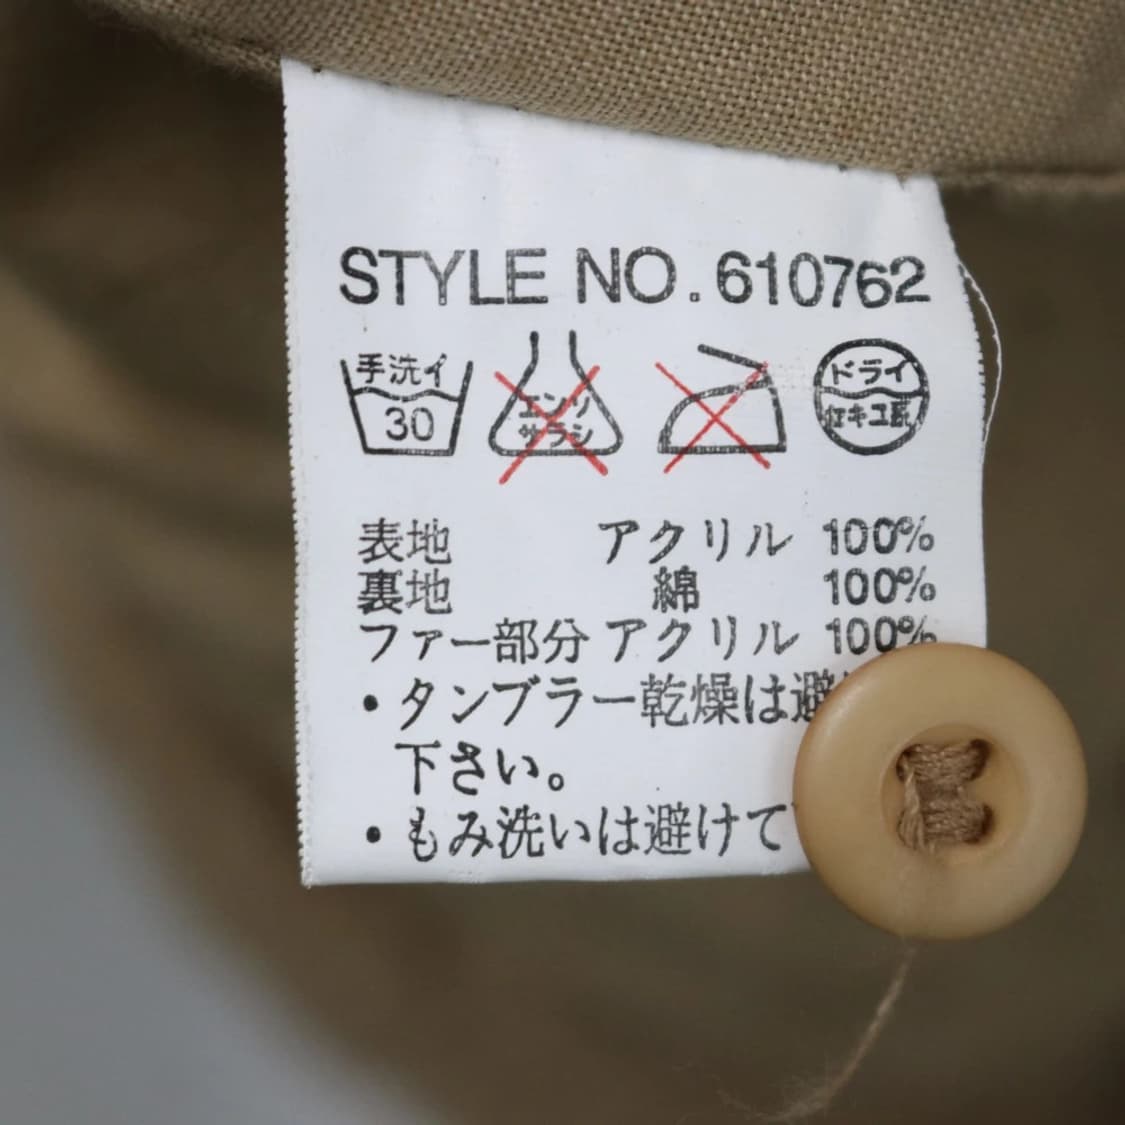 STYLE NO. 610762
手洗イ
30
エンソ
サラシ
ドライ
セキユ系
表地 アクリル 100%
裏地 綿 100%
ファー部分 アクリル 100%
・タンブラー乾燥は避
下さい。
・もみ洗いは避けて